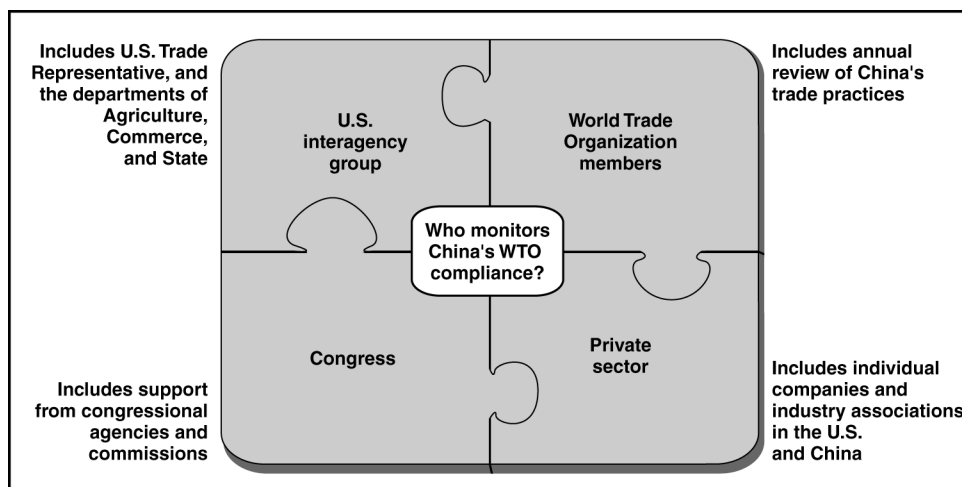 Includes U.S. Trade
Representative, and
the departments of
Agriculture,
Commerce,
and State
U.S.
interagency
group
World Trade
Organization
members
Includes annual
review of China's
trade practices
Who monitors
China's WTO
compliance?
Includes support
from congressional
agencies and
commissions
Congress
Private
sector
Includes individual
companies and
industry associations
in the U.S.
and China